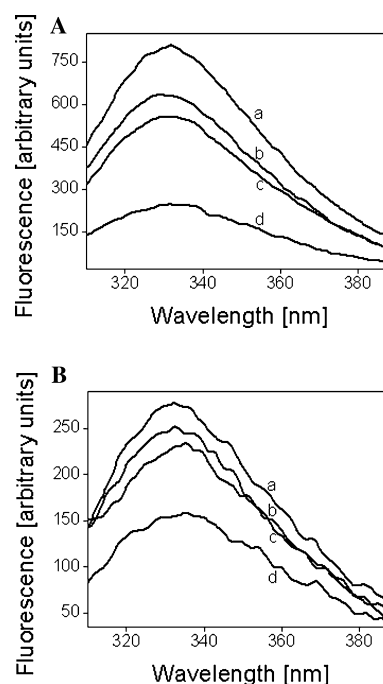 A
Fluorescence [arbitrary units]
750
600
450
300
150
a
b
c
d
320
340
360
380
Wavelength [nm]
B
Fluorescence [arbitrary units]
250
200
150
100
50
a
b
c
d
320
340
360
380
Wavelength [nm]